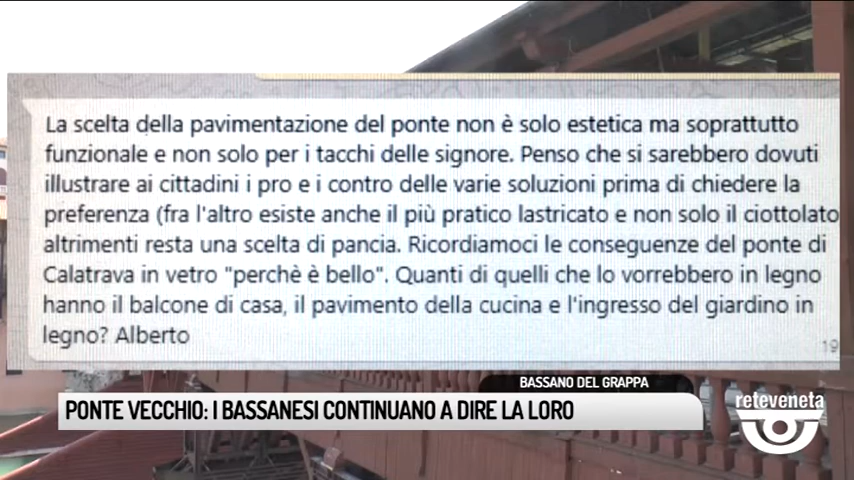 La scelta della pavimentazione del ponte non è solo estetica ma soprattutto
funzionale e non solo per i tacchi delle signore. Penso che si sarebbero dovuti
illustrare ai cittadini i pro e i contro delle varie soluzioni prima di chiedere la
preferenza (fra l'altro esiste anche il più pratico lastricato e non solo il ciottolato
altrimenti resta una scelta di pancia. Ricordiamoci le conseguenze del ponte di
Calatrava in vetro "perchè è bello". Quanti di quelli che lo vorrebbero in legno
hanno il balcone di casa, il pavimento della cucina e l'ingresso del giardino in
legno? Alberto
19
BASSANO DEL GRAPPA
PONTE VECCHIO: I BASSANESI CONTINUANO A DIRE LA LORO
reteveneta